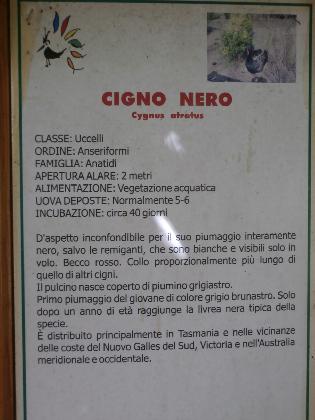 CIGNO NERO
Cygnus atratus
CLASSE: Uccelli
ORDINE: Anseriformi
FAMIGLIA: Anatidi
APERTURA ALARE: 2 metri
ALIMENTAZIONE: Vegetazione acquatica
UOVA DEPOSTE: Normalmente 5-6
INCUBAZIONE: circa 40 giorni
D'aspetto inconfondibile per il suo piumaggio interamente
nero, salvo le remiganti, che sono bianche e visibili solo in
volo. Becco rosso. Collo proporzionalmente più lungo di
quello di altri cigni.
Il pulcino nasce coperto di piumino grigiastro.
Primo piumaggio del giovane di colore grigio brunastro. Solo
dopo un anno di età raggiunge la livrea nera tipica della
specie.
È distribuito principalmente in Tasmania e nelle vicinanze
delle coste del Nuovo Galles del Sud, Victoria e nell'Australia
meridionale e occidentale.